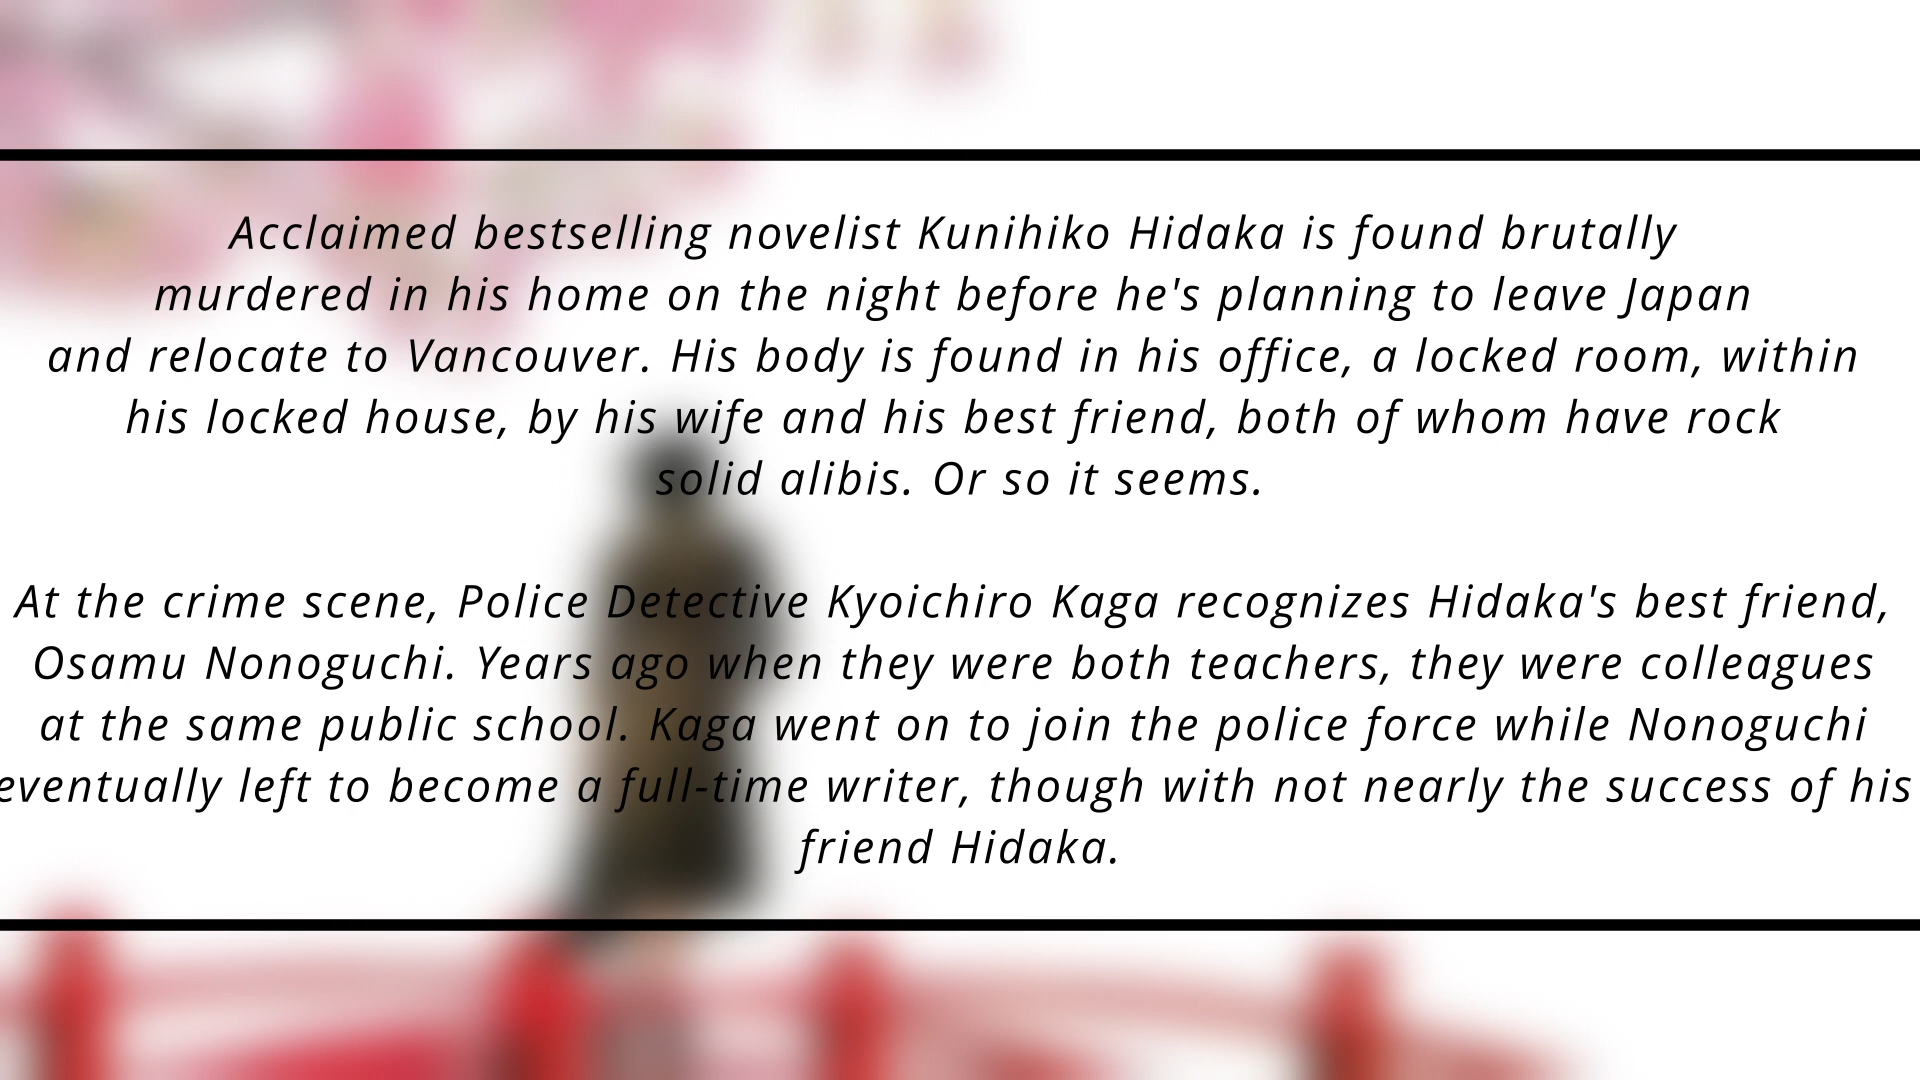 Acclaimed bestselling novelist Kunihiko Hidaka is found brutally
murdered in his home on the night before he's planning to leave Japan
and relocate to Vancouver. His body is found in his office, a locked room, within
his locked house, by his wife and his best friend, both of whom have rock
solid alibis. Or so it seems.
At the crime scene, Police Detective Kyoichiro Kaga recognizes Hidaka's best friend,
Osamu Nonoguchi. Years ago when they were both teachers, they were colleagues
at the same public school. Kaga went on to join the police force while Nonoguchi
eventually left to become a full-time writer, though with not nearly the success of his
friend Hidaka.